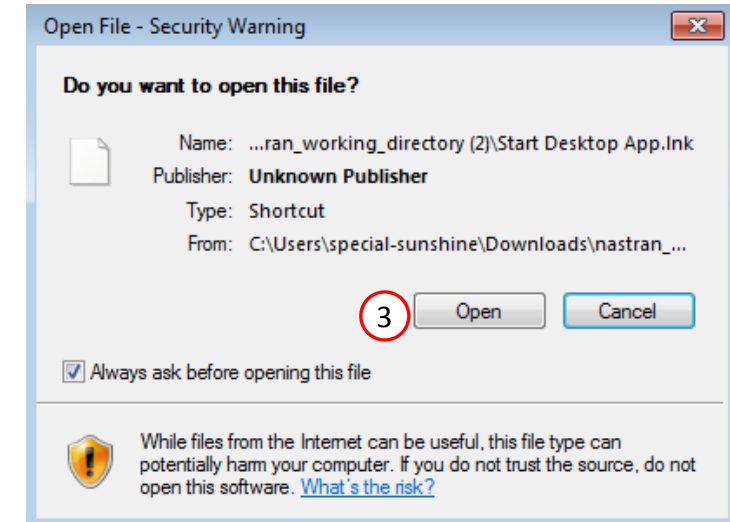 Open File - Security Warning
Do you want to open this file?
Name: ...ran_working_directory (2)\Start Desktop App.lnk
Publisher: Unknown Publisher
Type: Shortcut
From: C:\Users\special-sunshine\Downloads\nastran_...
3 Open Cancel
Always ask before opening this file
While files from the Internet can be useful, this file type can
potentially harm your computer. If you do not trust the source, do not
open this software. What's the risk?